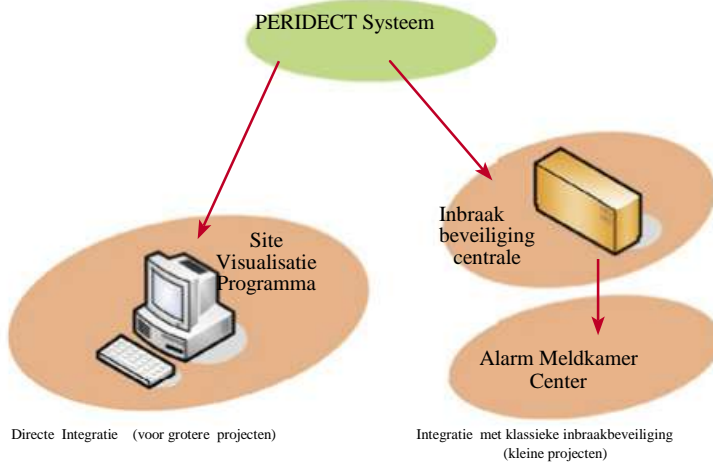 PERIDECT Systeem
Site
Visualisatie
Programma
Inbraak
beveiliging
centrale
Alarm Meldkamer
Center
Directe Integratie (voor grotere projecten)
Integratie met klassieke inbraakbeveiliging
(kleine projecten)